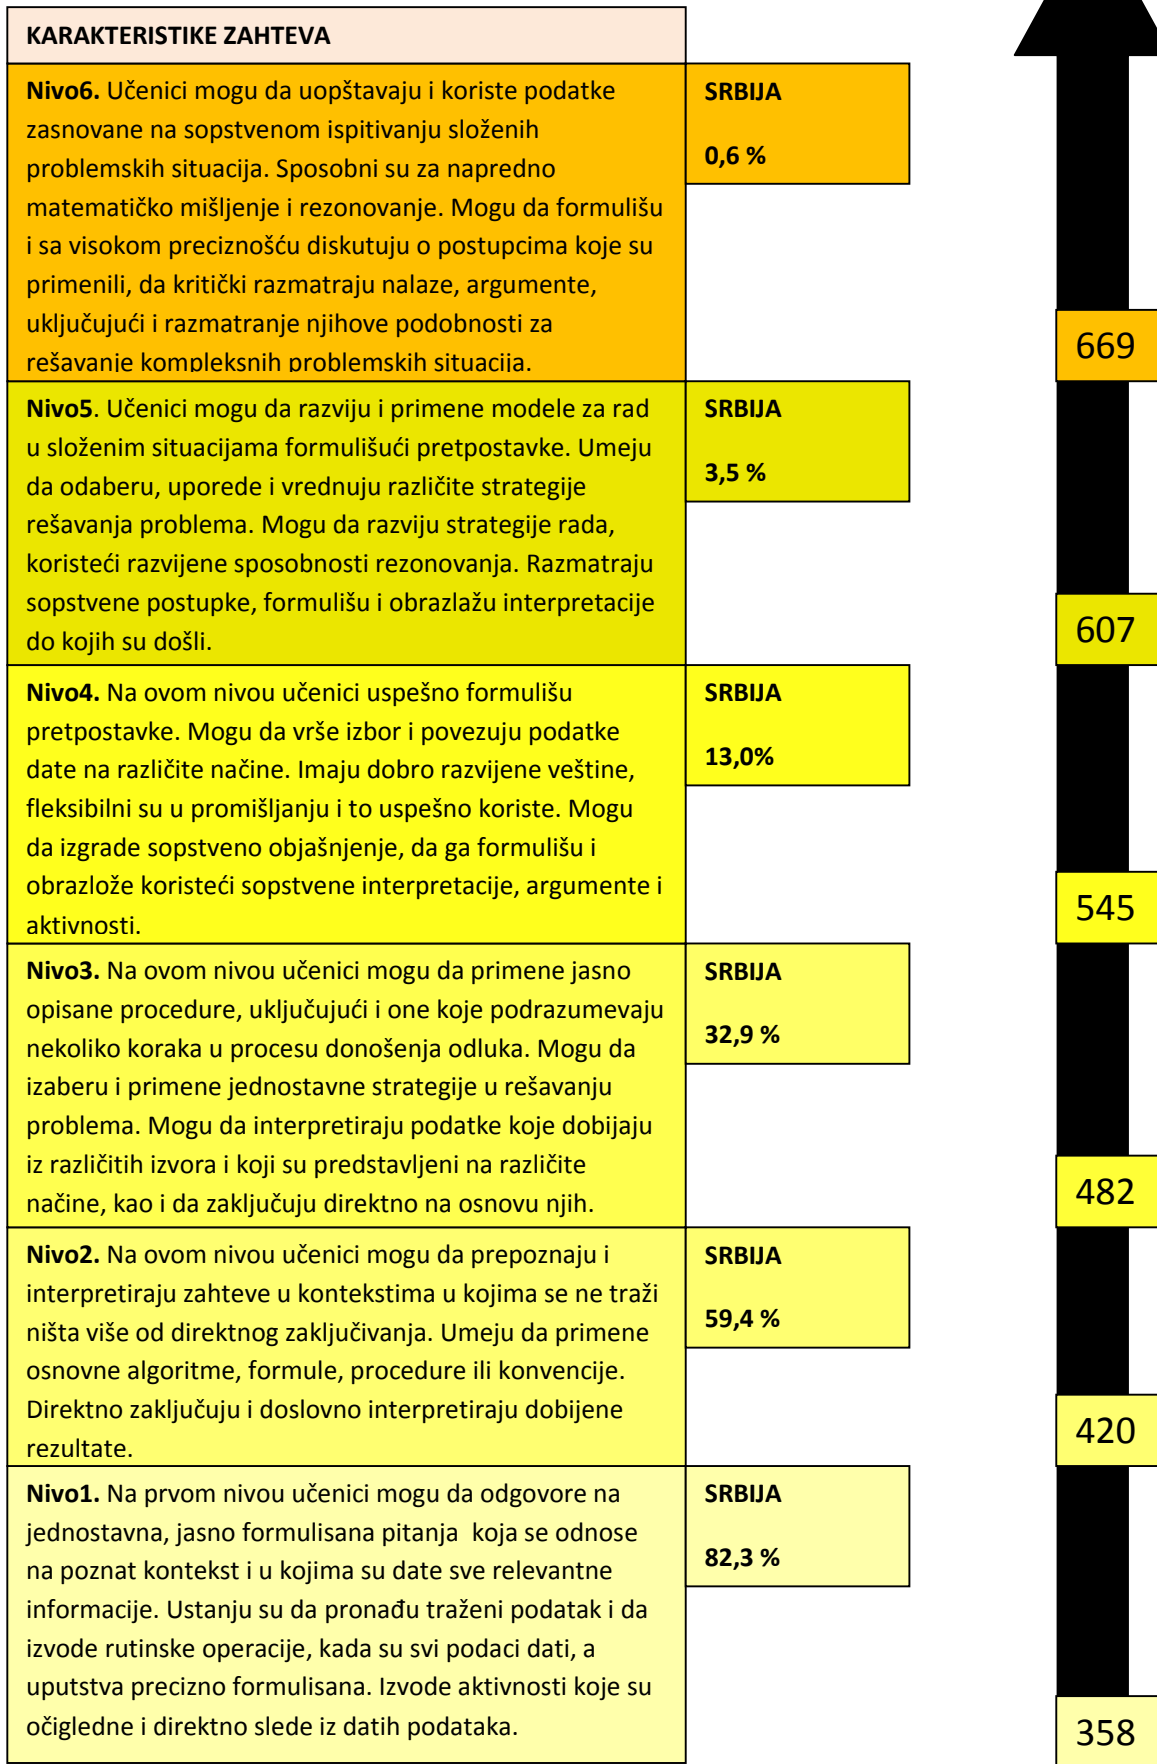 KARAKTERISTIKE ZAHTEVA
Nivo6. Učenici mogu da uopštavaju i koriste podatke
zasnovane na sopstvenom ispitivanju složenih
problemskih situacija. Sposobni su za napredno
matematičko mišljenje i rezonovanje. Mogu da formulišu
i sa visokom preciznošću diskutuju o postupcima koje su
primenili, da kritički razmatraju nalaze, argumente,
uključujući i razmatranje njihove podobnosti za
rešavanje kompleksnih problemskih situacija.
SRBIJA
0,6 %
669
Nivo5. Učenici mogu da razviju i primene modele za rad
u složenim situacijama formulišući pretpostavke. Umeju
da odaberu, uporede i vrednuju različite strategije
rešavanja problema. Mogu da razviju strategije rada,
koristeći razvijene sposobnosti rezonovanja. Razmatraju
sopstvene postupke, formulišu i obrazlažu interpretacije
do kojih su došli.
SRBIJA
3,5 %
607
Nivo4. Na ovom nivou učenici uspešno formulišu
pretpostavke. Mogu da vrše izbor i povezuju podatke
date na različite načine. Imaju dobro razvijene veštine,
fleksibilni su u promišljanju i to uspešno koriste. Mogu
da izgrade sopstveno objašnjenje, da ga formulišu i
obrazlože koristeći sopstvene interpretacije, argumente i
aktivnosti.
SRBIJA
13,0%
545
Nivo3. Na ovom nivou učenici mogu da primene jasno
opisane procedure, uključujući i one koje podrazumevaju
nekoliko koraka u procesu donošenja odluka. Mogu da
izaberu i primene jednostavne strategije u rešavanju
problema. Mogu da interpretiraju podatke koje dobijaju
iz različitih izvora i koji su predstavljeni na različite
načine, kao i da zaključuju direktno na osnovu njih.
SRBIJA
32,9 %
482
Nivo2. Na ovom nivou učenici mogu da prepoznaju i
interpretiraju zahteve u kontekstima u kojima se ne traži
ništa više od direktnog zaključivanja. Umeju da primene
osnovne algoritme, formule, procedure ili konvencije.
Direktno zaključuju i doslovno interpretiraju dobijene
rezultate.
SRBIJA
59,4 %
420
Nivo1. Na prvom nivou učenici mogu da odgovore na
jednostavna, jasno formulisana pitanja koja se odnose
na poznat kontekst i u kojima su date sve relevantne
informacije. Ustanju su da pronađu traženi podatak i da
izvode rutinske operacije, kada su svi podaci dati, a
uputstva precizno formulisana. Izvode aktivnosti koje su
očigledne i direktno slede iz datih podataka.
SRBIJA
82,3 %
358